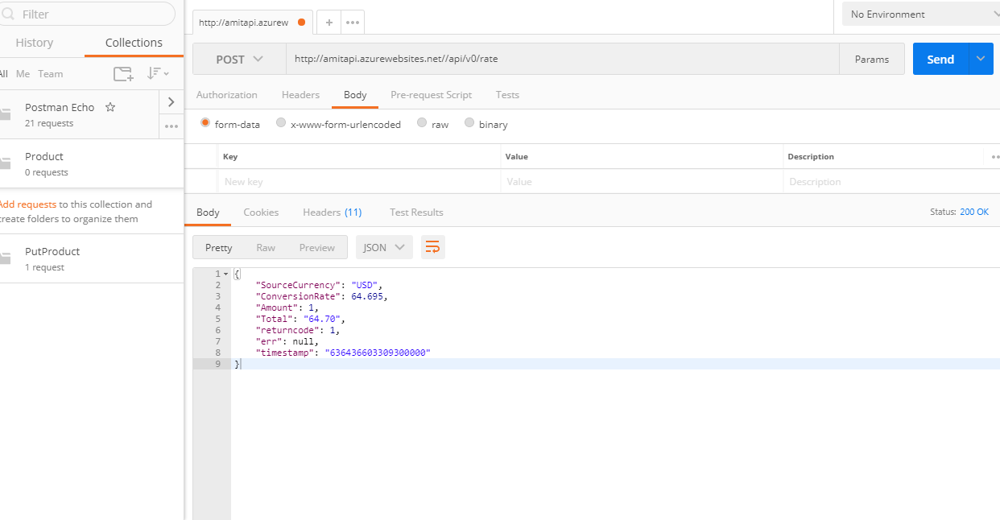 Filter
History Collections
All Me Team
Postman Echo
21 requests
Product
0 requests
Add requests to this collection and
create folders to organize them
PutProduct
1 request
http://amitapi.azurew
No Environment
POST http://amitapi.azurewebsites.net//api/v0/rate Params Send
Authorization Headers Body Pre-request Script Tests
form-data x-www-form-urlencoded raw binary
Key Value Description
New key Value Description
Body Cookies Headers (11) Test Results Status: 200 OK
Pretty Raw Preview JSON
1 {
2 "SourceCurrency": "USD",
3 "ConversionRate": 64.695,
4 "Amount": 1,
5 "Total": "64.70",
6 "returncode": 1,
7 "err": null,
8 "timestamp": "636436603309300000"
9 }